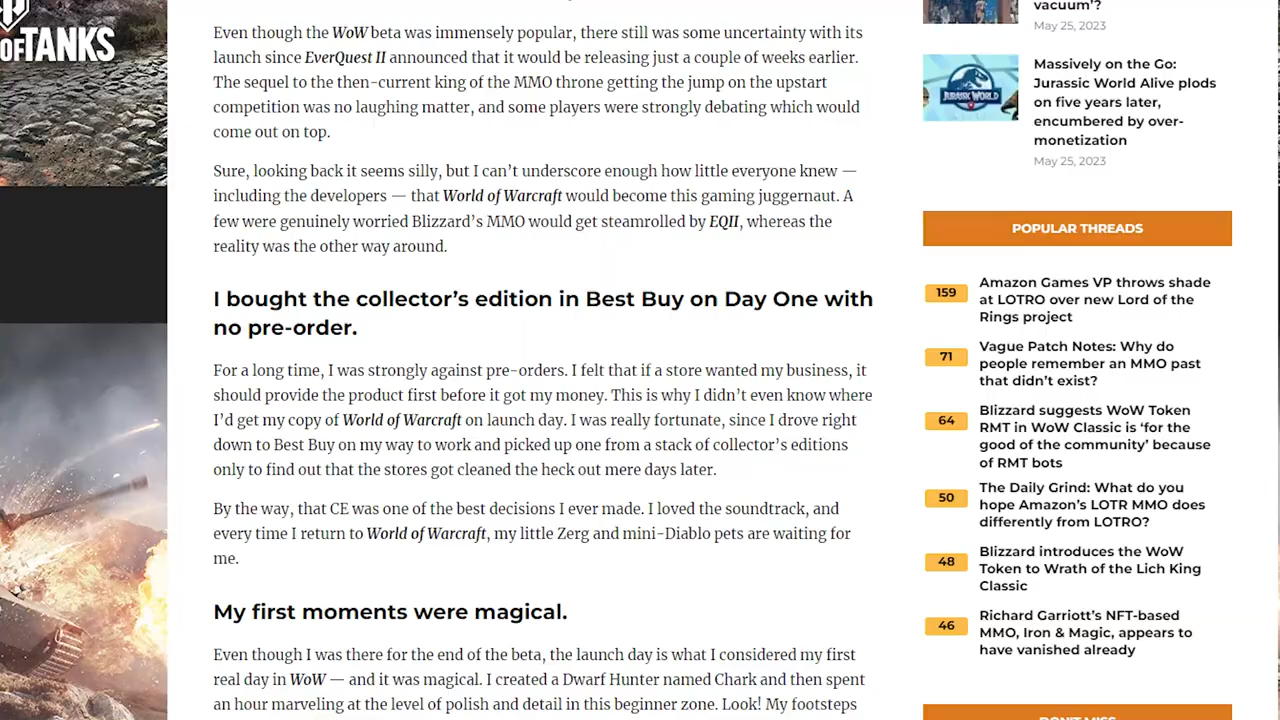 OF TANKS
Even though the WoW beta was immensely popular, there still was some uncertainty with its
launch since EverQuest II announced that it would be releasing just a couple of weeks earlier.
The sequel to the then-current king of the MMO throne getting the jump on the upstart
company was no laughing matter, and some players were strongly debating which would
come out on top.
Sure, looking back it seems silly, but I can’t underscore enough how little everyone knew —
including the developers — that World of Warcraft would become this gaming juggernaut. A
few were genuinely worried Blizzard’s MMO would get steamrolled by EQII, whereas the
reality was the other way around.
I bought the collector’s edition in Best Buy on Day One with
no pre-order.
For a long time, I was strongly against pre-orders. I felt that if a store wanted my business, it
should provide the product first before it got my money. This is why I didn’t even know where
I’d get my copy of World of Warcraft on launch day. I was really fortunate, since I drove right
down to Best Buy on my way to work and picked up one from a stack of collector’s editions
only to find out that the stores got cleaned the heck out mere days later.
By the way, that CE was one of the best decisions I ever made. I loved the soundtrack, and
every time I return to World of Warcraft, my little Zerg and mini-Diablo pets are waiting for
me.
My first moments were magical.
Even though I was there for the end of the beta, the launch day is what I considered my first
real day in WoW — and it was magical. I created a Dwarf Hunter named Chark and then spent
an hour marveling at the level of polish and detail in this beginner zone. Look! My footsteps
vacuum’?
May 25, 2023
JURASSIC WORLD
Massively on the Go:
Jurassic World Alive plods
on five years later,
encumbered by over-
monetization
May 25, 2023
POPULAR THREADS
159
Amazon Games VP throws shade
at LOTRO over new Lord of the
Rings project
71
Vague Patch Notes: Why do
people remember an MMO past
that didn’t exist?
64
Blizzard suggests WoW Token
RMT in WoW Classic is ‘for the
good of the community’ because
of RMT bots
50
The Daily Grind: What do you
hope Amazon’s LOTR MMO does
differently from LOTRO?
48
Blizzard introduces the WoW
Token to Wrath of the Lich King
Classic
46
Richard Garriott’s NFT-based
MMO, Iron & Magic, appears to
have vanished already
DON'T MISS